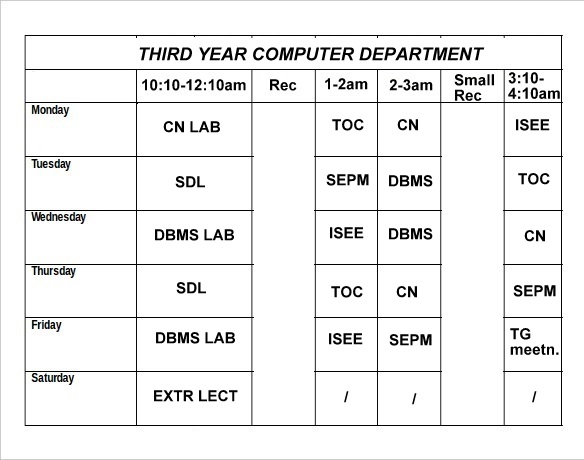 THIRD YEAR COMPUTER DEPARTMENT
10:10-12:10am Rec 1-2am 2-3am Small Rec 3:10-4:10am
Monday CN LAB TOC CN ISEE
Tuesday SDL SEPM DBMS TOC
Wednesday DBMS LAB ISEE DBMS CN
Thursday SDL TOC CN SEPM
Friday DBMS LAB ISEE SEPM TG meetn.
Saturday EXTR LECT / / /